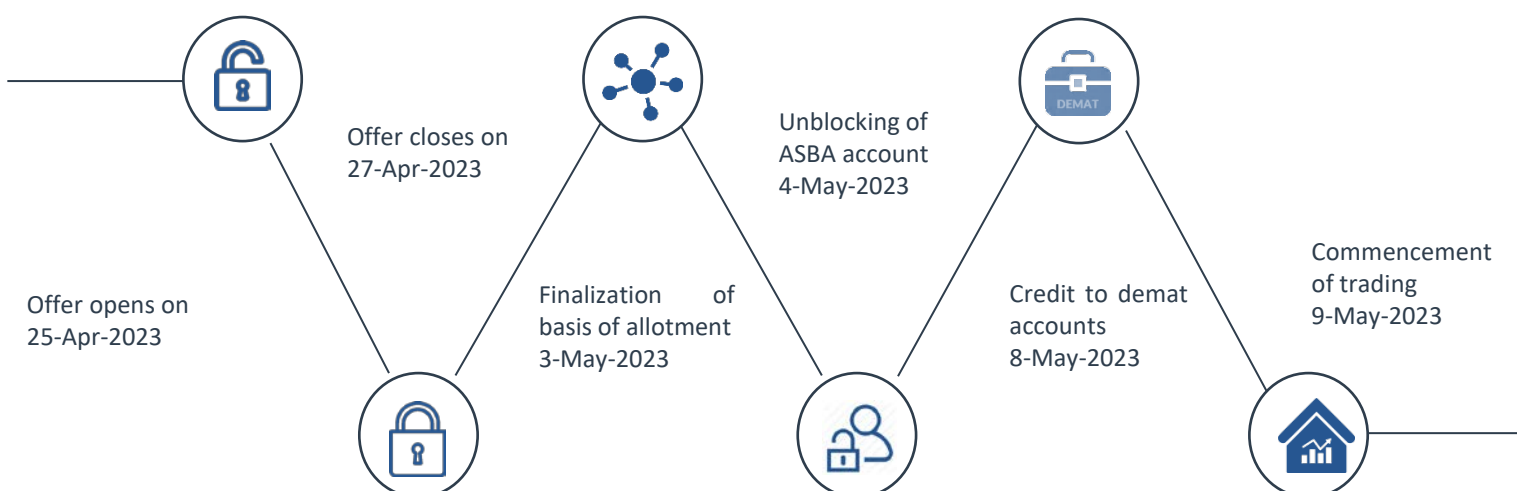 Offer opens on
25-Apr-2023
Offer closes on
27-Apr-2023
Finalization of
basis of allotment
3-May-2023
Unblocking of
ASBA account
4-May-2023
DEMAT
Credit to demat
accounts
8-May-2023
Commencement
of trading
9-May-2023